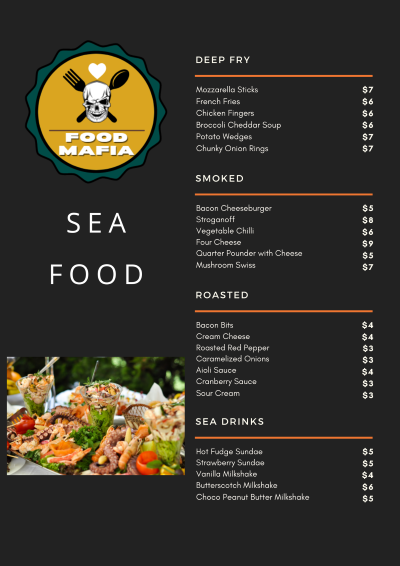 FOOD
MAFIA
SEA
FOOD
DEEP FRY
Mozzarella Sticks $7
French Fries $6
Chicken Fingers $6
Broccoli Cheddar Soup $6
Potato Wedges $7
Chunky Onion Rings $7
SMOKED
Bacon Cheeseburger $5
Stroganoff $8
Vegetable Chilli $6
Four Cheese $9
Quarter Pounder with Cheese $5
Mushroom Swiss $7
ROASTED
Bacon Bits $4
Cream Cheese $4
Roasted Red Pepper $3
Caramelized Onions $3
Aioli Sauce $4
Cranberry Sauce $3
Sour Cream $3
SEA DRINKS
Hot Fudge Sundae $5
Strawberry Sundae $5
Vanilla Milkshake $4
Butterscotch Milkshake $6
Choco Peanut Butter Milkshake $5